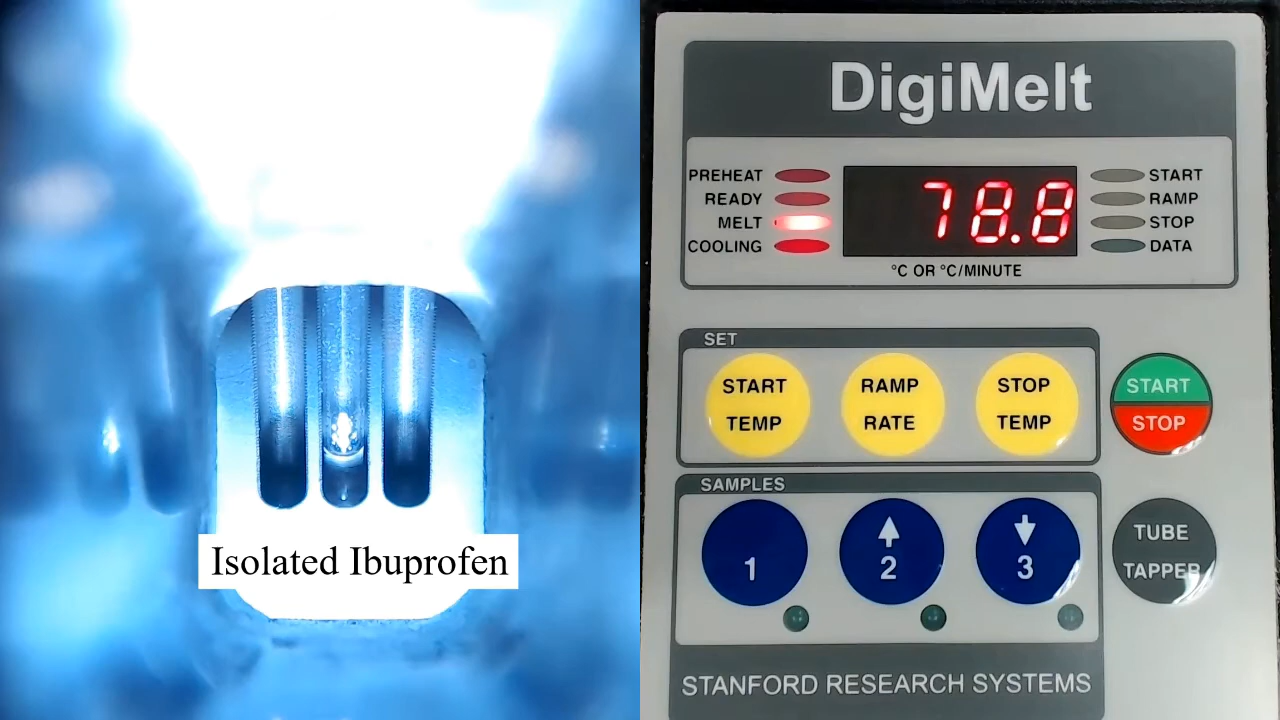 Isolated Ibuprofen
DigiMelt
PREHEAT
READY
MELT
COOLING
78.8
START
RAMP
STOP
DATA
°C OR °C/MINUTE
SET
START
TEMP
RAMP
RATE
STOP
TEMP
START
STOP
SAMPLES
1
2
3
TUBE
TAPPER
STANFORD RESEARCH SYSTEMS